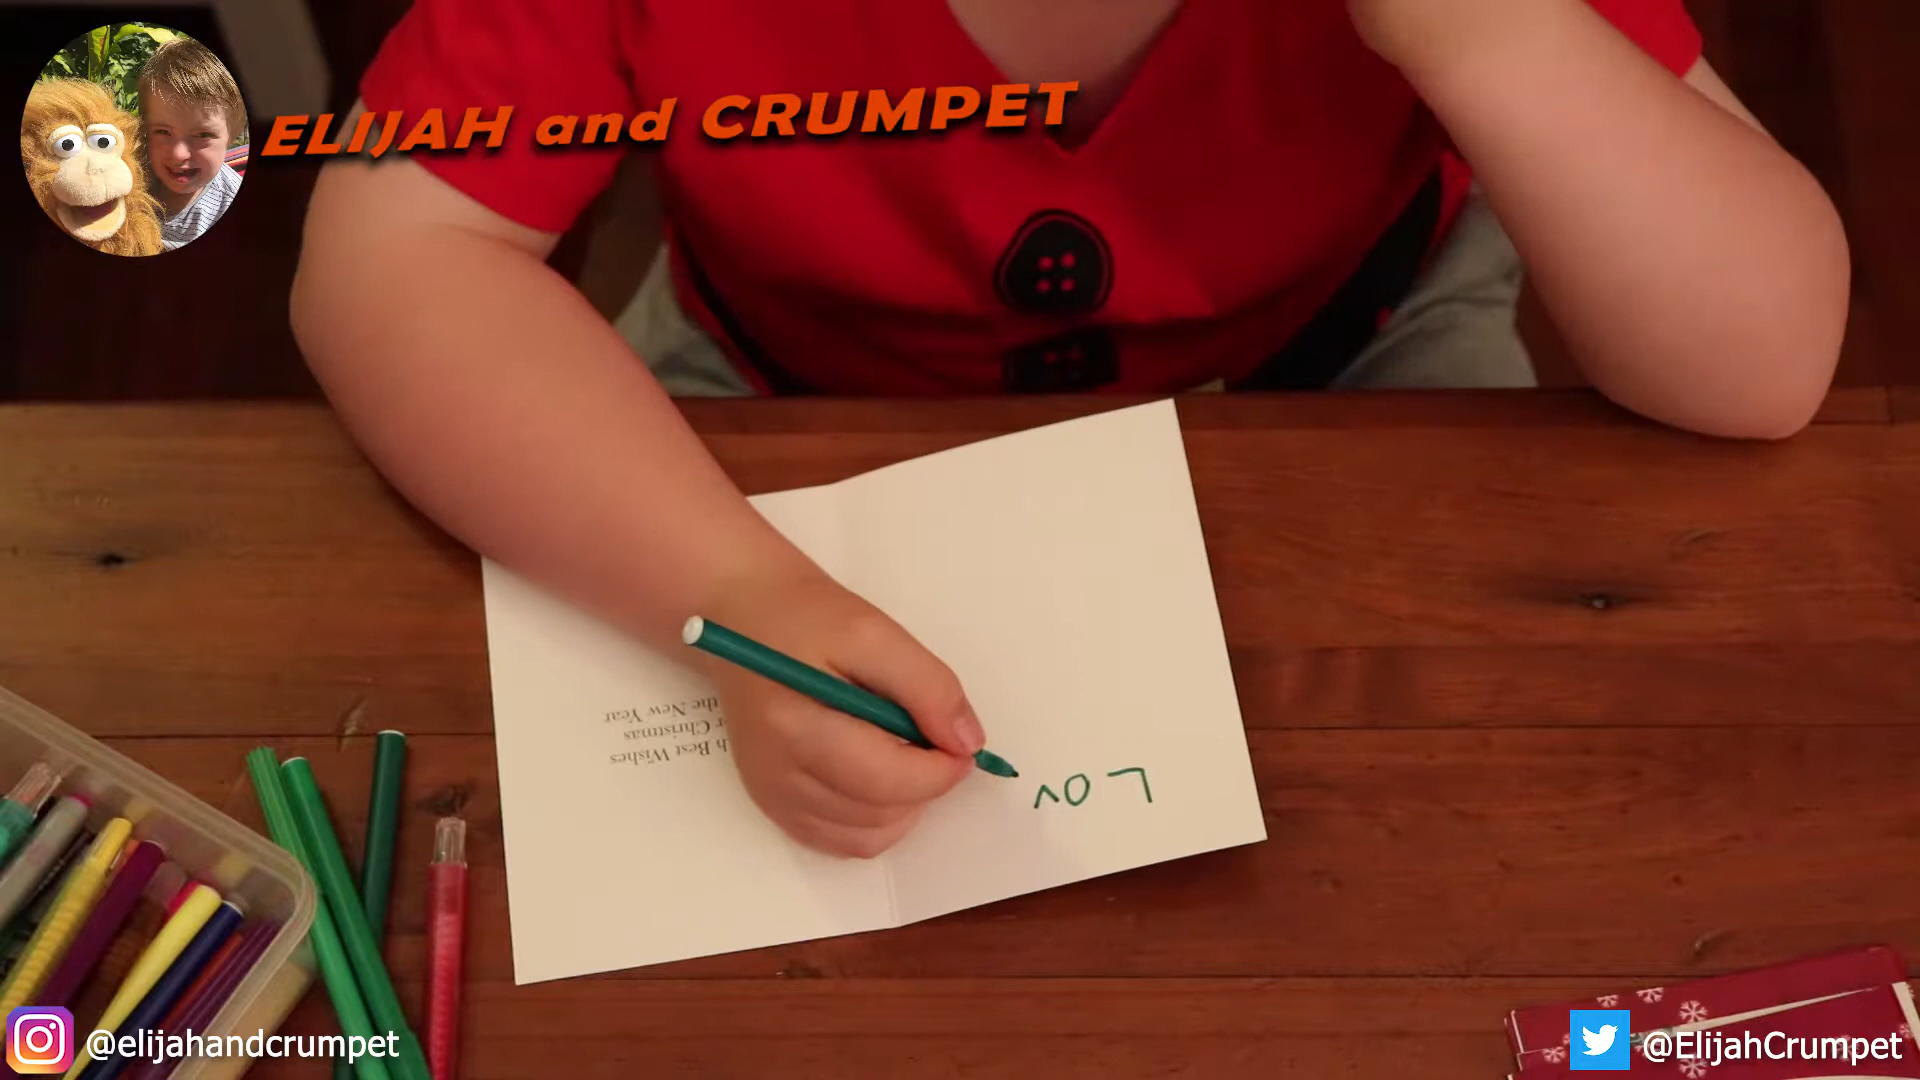 ELIJAH and CRUMPET
LOV
h Best Wishes
r Christmas
the New Year
@elijahandcrumpet
@ElijahCrumpet